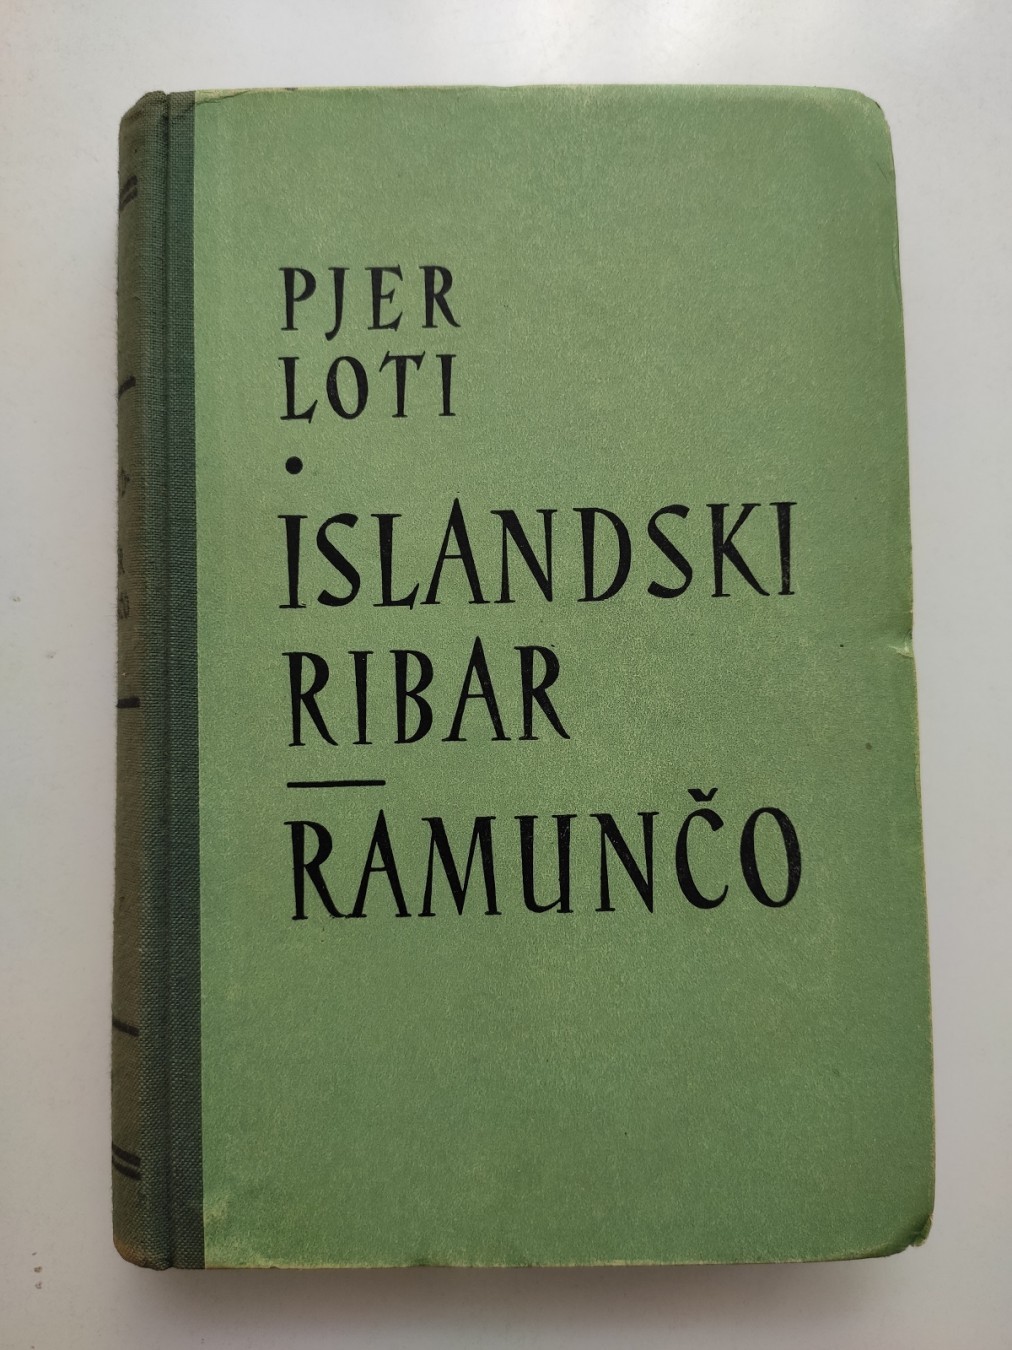 PJER
LOTI
•
ISLANDSKI
RIBAR
RAMUNČO